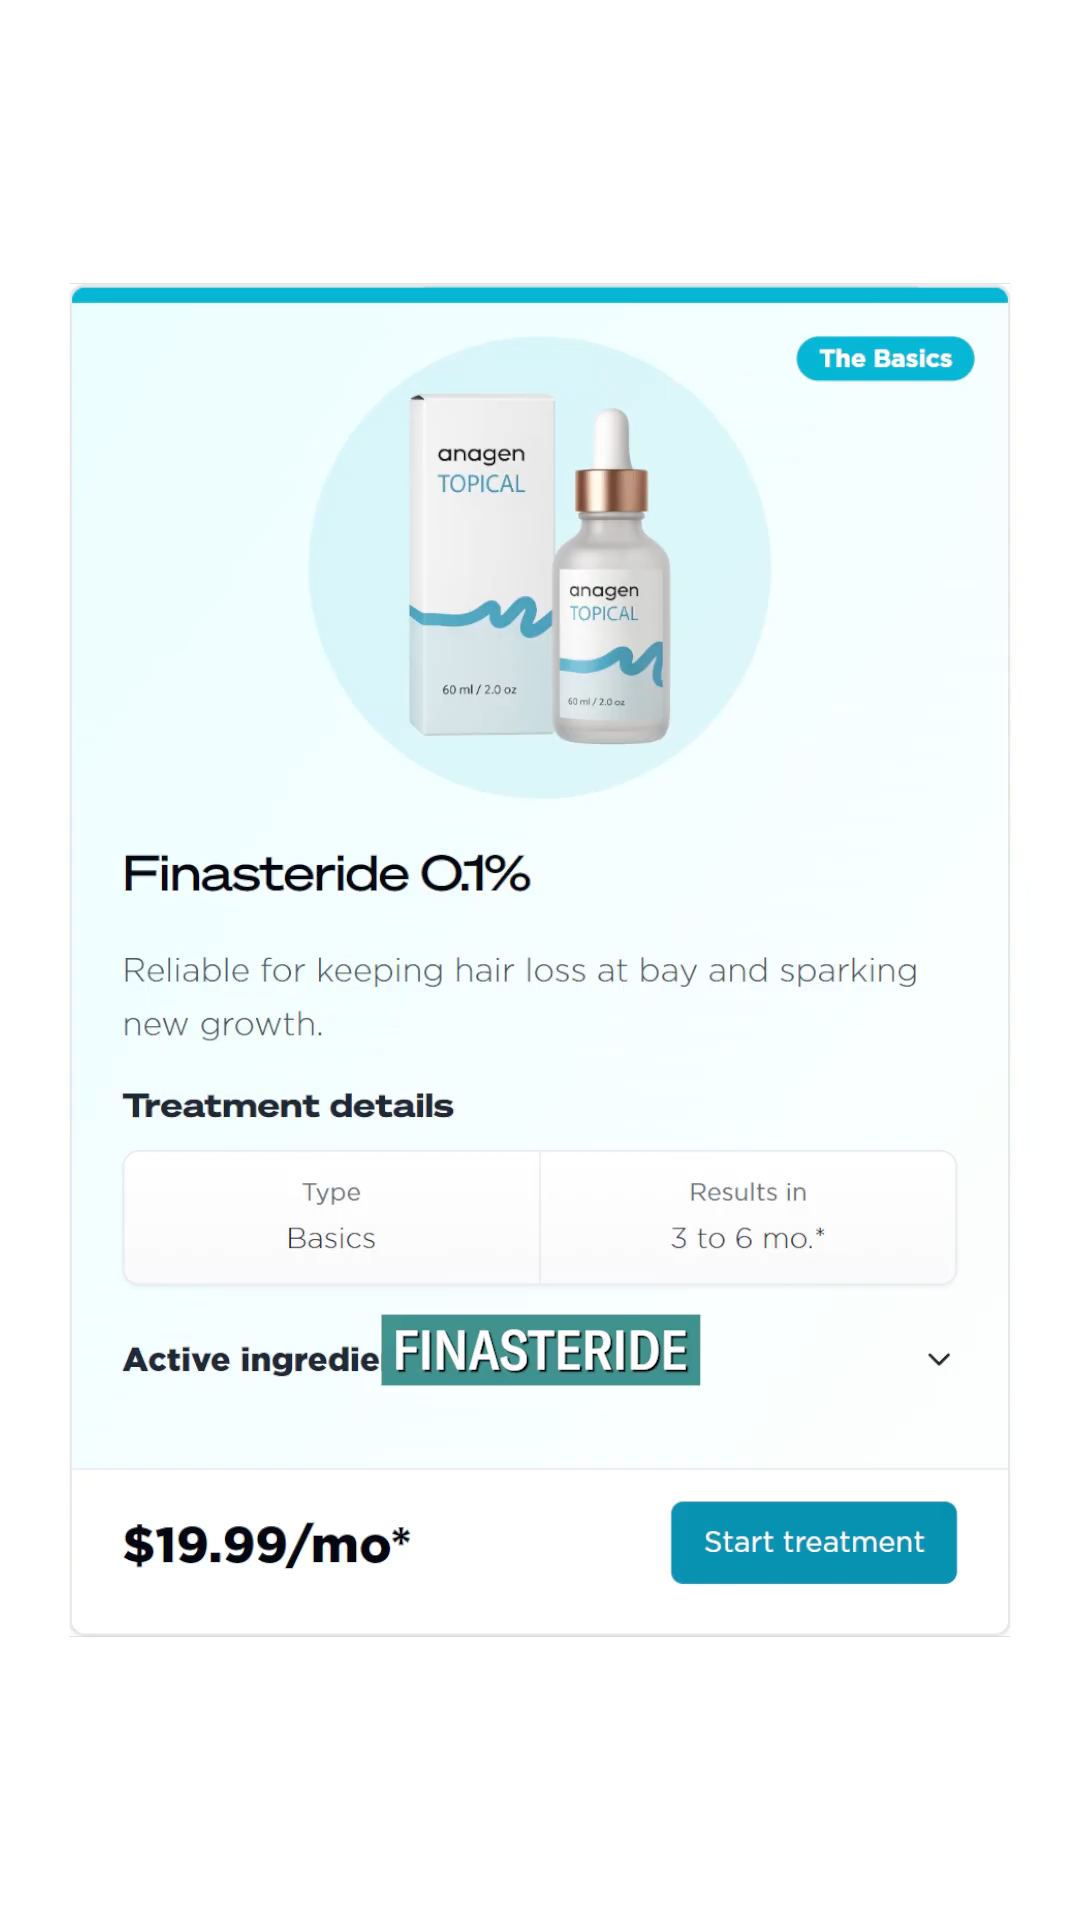 The Basics
anagen
TOPICAL
60 ml / 2.0 oz
anagen
TOPICAL
60 ml / 2.0 oz
Finasteride 0.1%
Reliable for keeping hair loss at bay and sparking
new growth.
Treatment details
Type
Basics
Results in
3 to 6 mo.*
Active ingredie
FINASTERIDE
$19.99/mo*
Start treatment